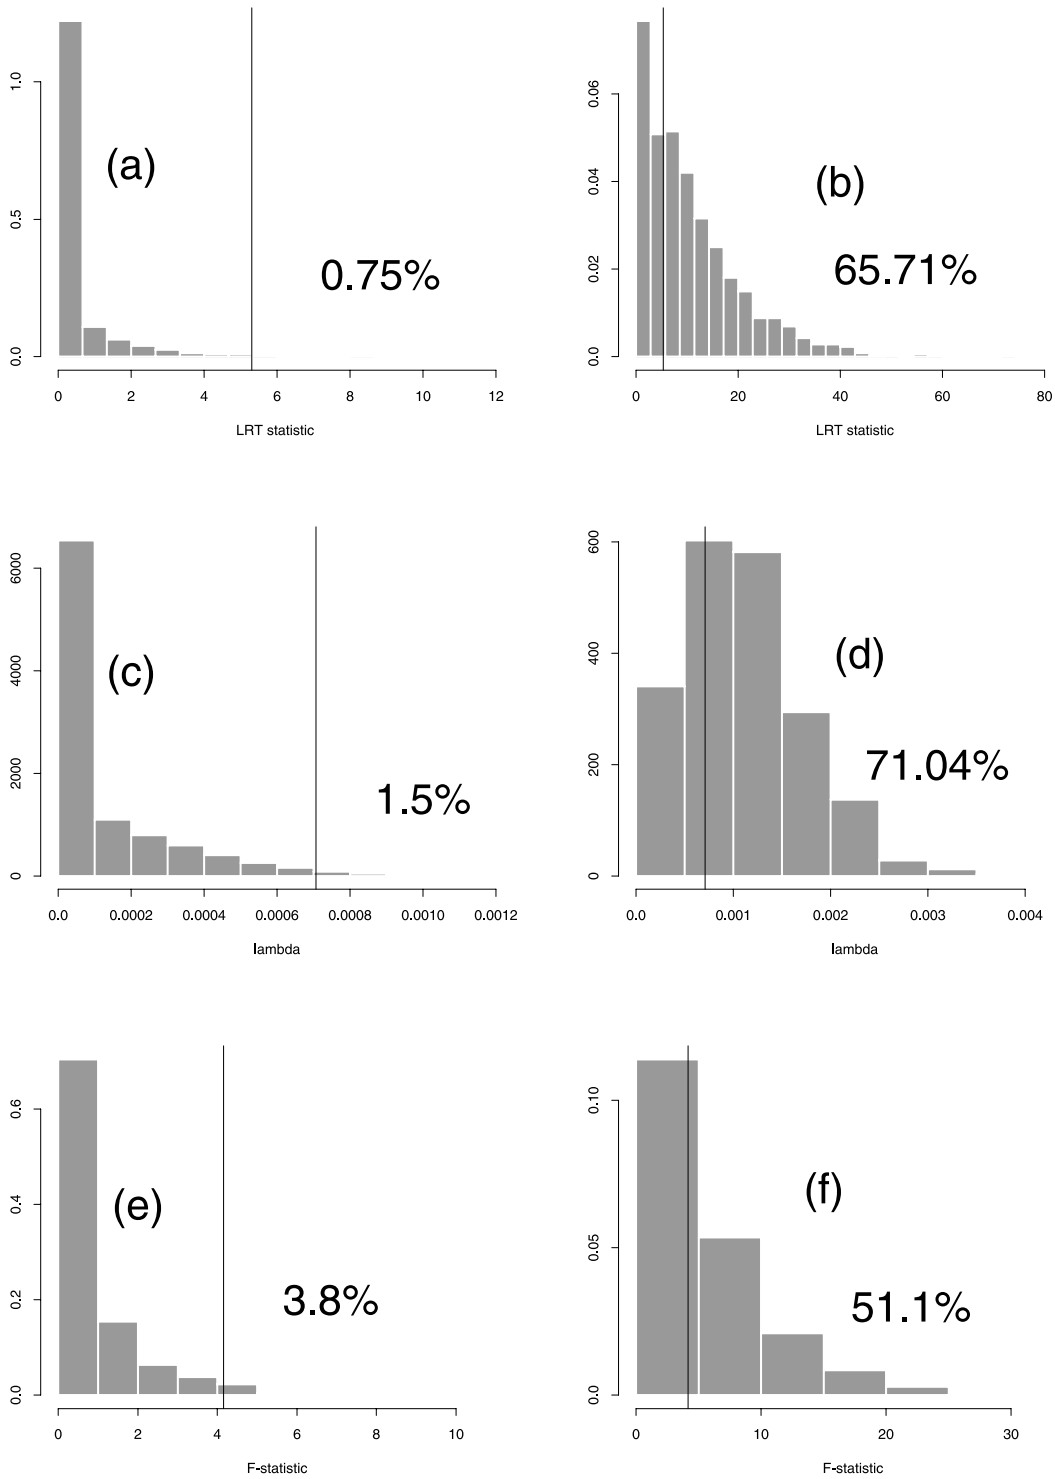 1.0
0.5
0.0
(a)
0.75%
0 2 4 6 8 10 12
LRT statistic
0.06
0.04
0.02
0.0
(b)
65.71%
0 20 40 60 80
LRT statistic
6000
4000
2000
0
(c)
1.5%
0.0 0.0002 0.0004 0.0006 0.0008 0.0010 0.0012
lambda
600
400
200
0
(d)
71.04%
0.0 0.001 0.002 0.003 0.004
lambda
0.6
0.4
0.2
0.0
(e)
3.8%
0 2 4 6 8 10
F-statistic
0.10
0.05
0.0
(f)
51.1%
0 10 20 30
F-statistic